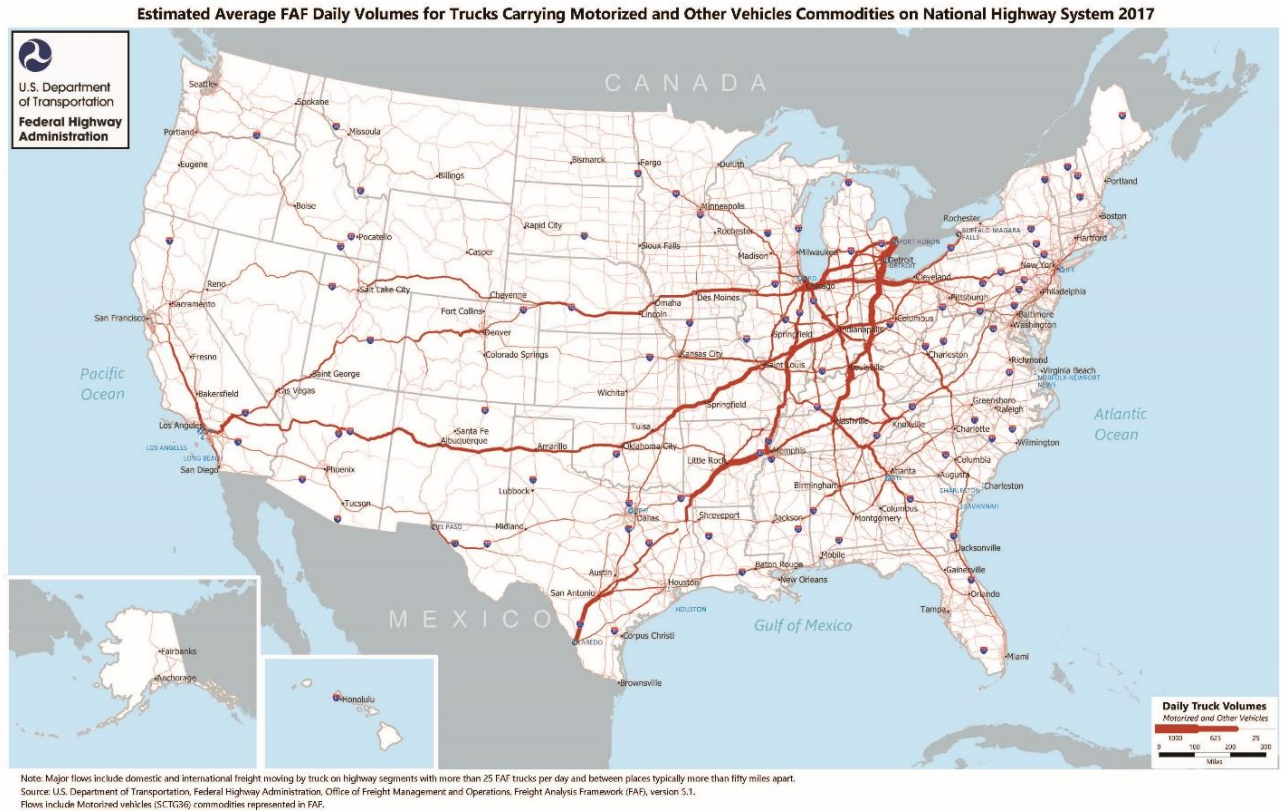 Estimated Average FAF Daily Volumes for Trucks Carrying Motorized and Other Vehicles Commodities on National Highway System 2017
U.S. Department
of Transportation
Federal Highway
Administration
CANADA
Seattle
Spokane
Portland
Missoula
Eugene
Billings
Boise
Pocatello
Casper
Bismarck
Fargo
Duluth
Minneapolis
Rapid City
Sioux Falls
Rochester
Madison
Milwaukee
PORT HURON
Detroit
DETROIT
Rochester
BUFFALO-NIAGARA
FALLS
Portland
Boston
Hartford
New York
JFK
Cleveland
Chicago
Pittsburgh
Philadelphia
Baltimore
Washington
Reno
Sacramento
San Francisco
Salt Lake City
Cheyenne
Fort Collins
Denver
Colorado Springs
Omaha
Lincoln
Des Moines
Springfield
Indianapolis
Columbus
Charleston
Richmond
Virginia Beach
NORFOLK-NEWPORT
NEWS
Fresno
Bakersfield
Saint George
Las Vegas
Kansas City
Saint Louis
Louisville
Wichita
Springfield
Greensboro
Raleigh
Pacific
Ocean
Los Angeles
LOS ANGELES
LONG BEACH
San Diego
Santa Fe
Albuquerque
Amarillo
Tulsa
Oklahoma City
Nashville
Knoxville
Charlotte
Wilmington
Atlantic
Ocean
Phoenix
Tucson
Lubbock
Little Rock
Memphis
Columbia
Atlanta
ATL
Augusta
Charleston
CHARLESTON
SAVANNAH
Birmingham
EL PASO
Midland
Dallas
Shreveport
Jackson
Montgomery
Columbus
Jacksonville
Mobile
Gainesville
Austin
San Antonio
Houston
HOUSTON
Baton Rouge
New Orleans
Orlando
Tampa
MEXICO
LAREDO
Corpus Christi
Brownsville
Gulf of Mexico
Miami
Fairbanks
Anchorage
Honolulu
Daily Truck Volumes
Motorized and Other Vehicles
1000 625 25
0 100 200 300
Miles
Note: Major flows include domestic and international freight moving by truck on highway segments with more than 25 FAF trucks per day and between places typically more than fifty miles apart.
Source: U.S. Department of Transportation, Federal Highway Administration, Office of Freight Management and Operations, Freight Analysis Framework (FAF), version 5.1.
Flows include Motorized vehicles (SCTG36) commodities represented in FAF.